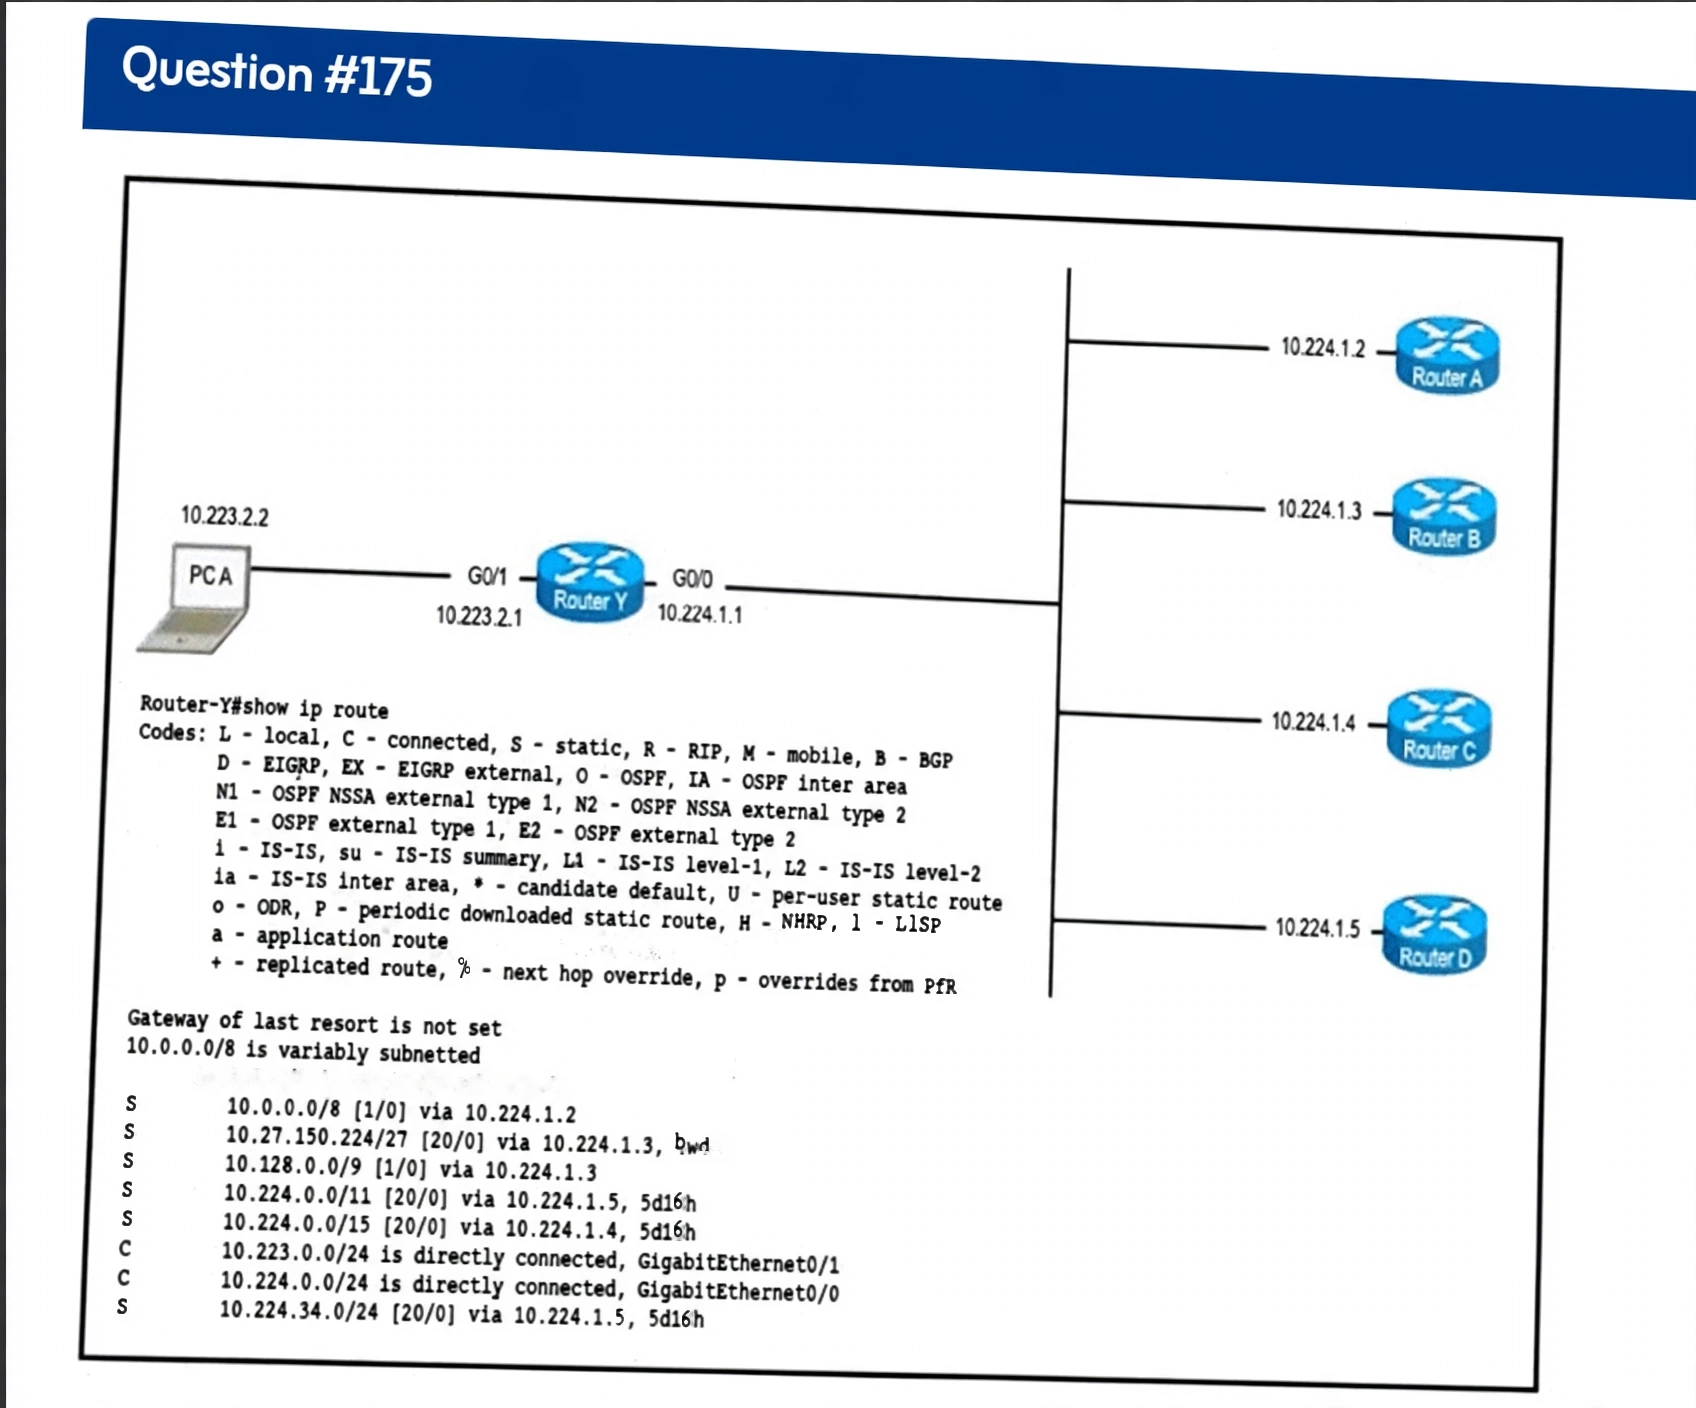 Question #175
10.224.1.2
Router A
10.224.1.3
Router B
10.223.2.2
PC A
G0/1
Router Y
G0/0
10.223.2.1
10.224.1.1
10.224.1.4
Router C
10.224.1.5
Router D
Router-Y#show ip route
Codes: L - local, C - connected, S - static, R - RIP, M - mobile, B - BGP
D - EIGRP, EX - EIGRP external, O - OSPF, IA - OSPF inter area
N1 - OSPF NSSA external type 1, N2 - OSPF NSSA external type 2
E1 - OSPF external type 1, E2 - OSPF external type 2
i - IS-IS, su - IS-IS summary, L1 - IS-IS level-1, L2 - IS-IS level-2
ia - IS-IS inter area, * - candidate default, U - per-user static route
o - ODR, P - periodic downloaded static route, H - NHRP, l - LlSP
a - application route
+ - replicated route, % - next hop override, p - overrides from PfR
Gateway of last resort is not set
10.0.0.0/8 is variably subnetted
S 10.0.0.0/8 [1/0] via 10.224.1.2
S 10.27.150.224/27 [20/0] via 10.224.1.3,
S 10.128.0.0/9 [1/0] via 10.224.1.3
S 10.224.0.0/11 [20/0] via 10.224.1.5, 5d16h
S 10.224.0.0/15 [20/0] via 10.224.1.4, 5d16h
C 10.223.0.0/24 is directly connected, GigabitEthernet0/1
C 10.224.0.0/24 is directly connected, GigabitEthernet0/0
S 10.224.34.0/24 [20/0] via 10.224.1.5, 5d16h